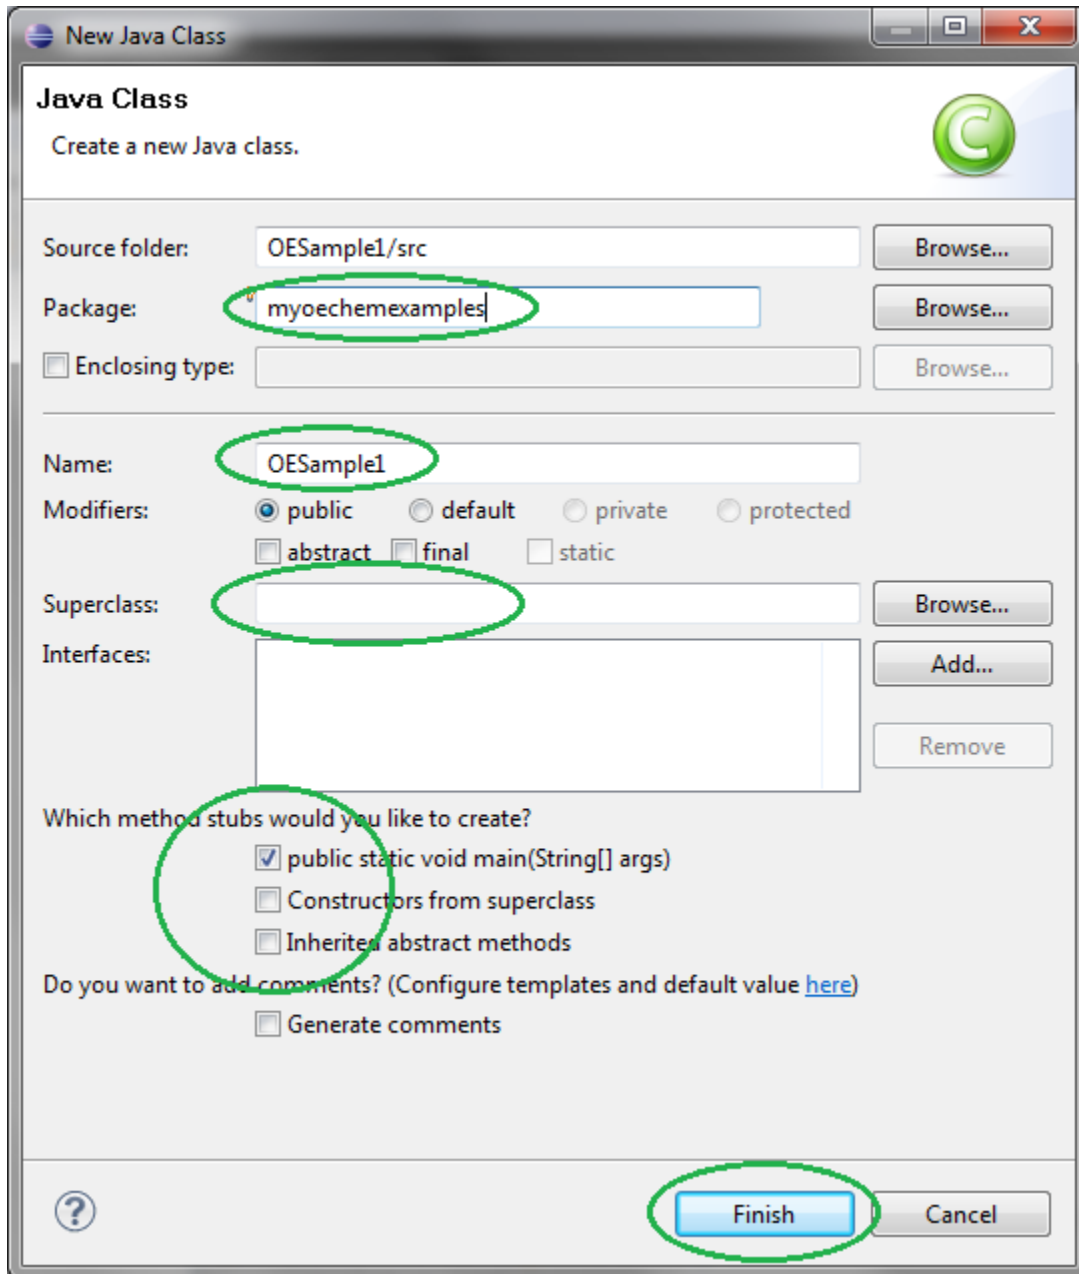 New Java Class
Java Class
Create a new Java class.
Source folder: OESample1/src Browse...
Package: myoechemexamples Browse...
Enclosing type: Browse...
Name: OESample1
Modifiers: public default private protected
abstract final static
Superclass: Browse...
Interfaces: Add...
Remove
Which method stubs would you like to create?
public static void main(String[] args)
Constructors from superclass
Inherited abstract methods
Do you want to add comments? (Configure templates and default value here)
Generate comments
? Finish Cancel